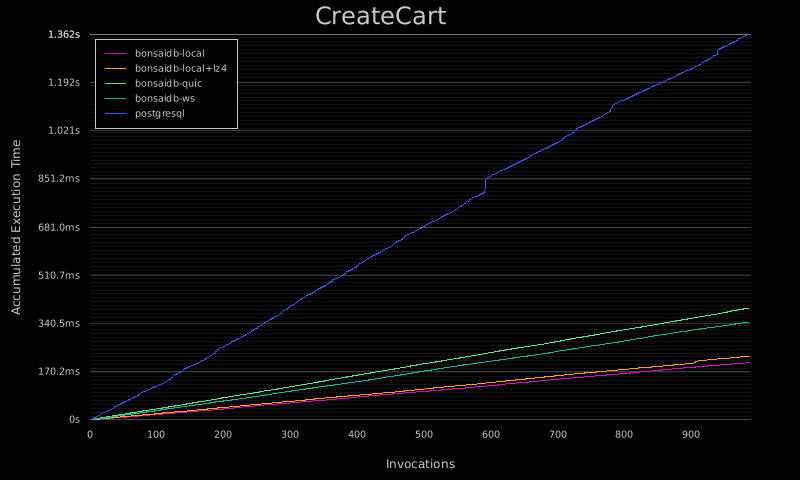 CreateCart
1.362s
1.192s
1.021s
851.2ms
681.0ms
510.7ms
340.5ms
170.2ms
0s
bonsaidb-local
bonsaidb-local+lz4
bonsaidb-quic
bonsaidb-ws
postgresql
Accumulated Execution Time
0 100 200 300 400 500 600 700 800 900
Invocations